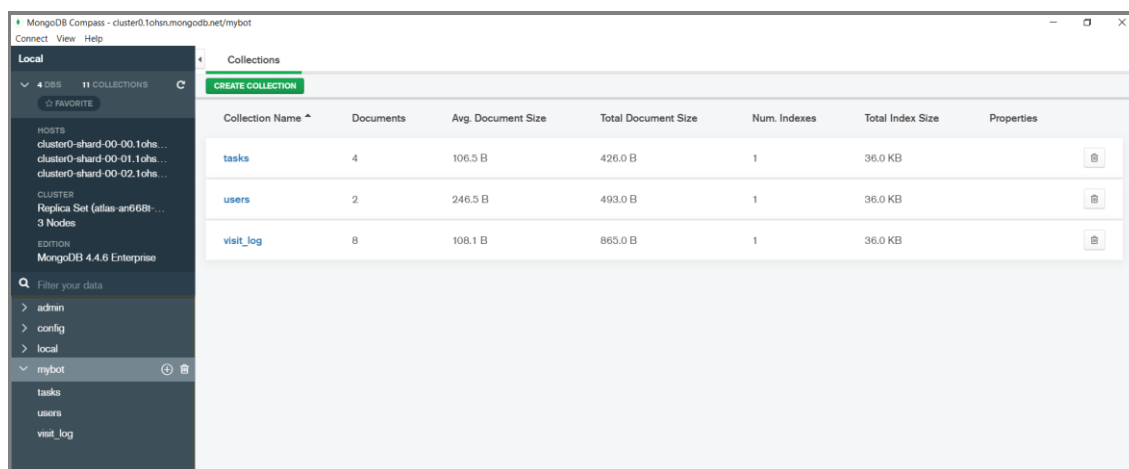 MongoDB Compass - cluster0.1ohsn.mongodb.net/mybot
Connect View Help
Local
4 DBS 11 COLLECTIONS
FAVORITE
HOSTS
cluster0-shard-00-00.1ohs...
cluster0-shard-00-01.1ohs...
cluster0-shard-00-02.1ohs...
CLUSTER
Replica Set (atlas-an668t-...
3 Nodes
EDITION
MongoDB 4.4.6 Enterprise
Filter your data
admin
config
local
mybot
tasks
users
visit_log
Collections
CREATE COLLECTION
Collection Name Documents Avg. Document Size Total Document Size Num. Indexes Total Index Size Properties
tasks 4 106.5 B 426.0 B 1 36.0 KB
users 2 246.5 B 493.0 B 1 36.0 KB
visit_log 8 108.1 B 865.0 B 1 36.0 KB